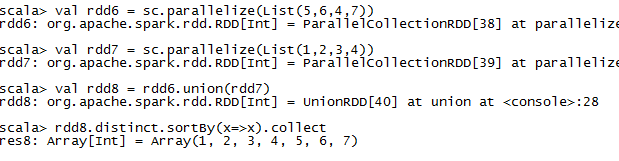 scala> val rdd6 = sc.parallelize(List(5,6,4,7))
rdd6: org.apache.spark.rdd.RDD[Int] = ParallelCollectionRDD[38] at parallelize
scala> val rdd7 = sc.parallelize(List(1,2,3,4))
rdd7: org.apache.spark.rdd.RDD[Int] = ParallelCollectionRDD[39] at parallelize
scala> val rdd8 = rdd6.union(rdd7)
rdd8: org.apache.spark.rdd.RDD[Int] = UnionRDD[40] at union at <console>:28
scala> rdd8.distinct.sortBy(x=>x).collect
res8: Array[Int] = Array(1, 2, 3, 4, 5, 6, 7)